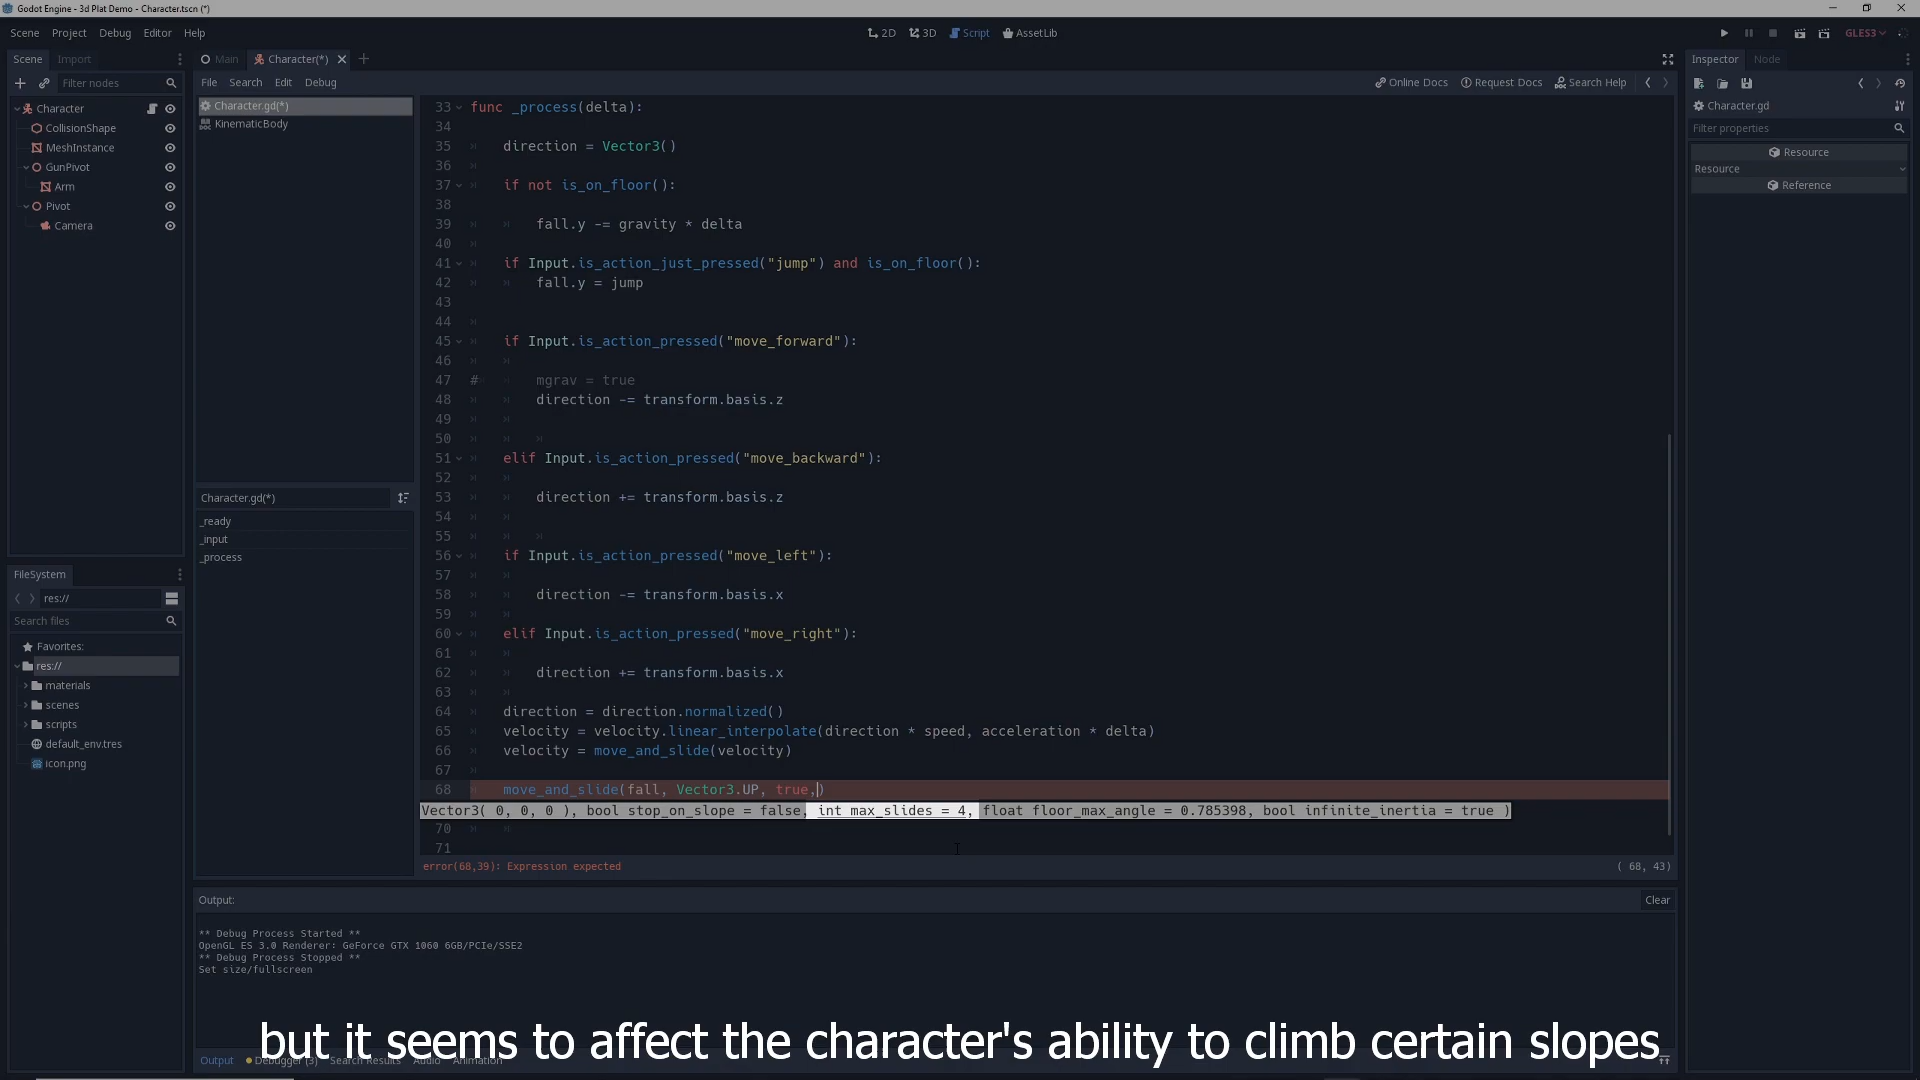 Godot Engine - 3d Plat Demo - Character.tscn (*)
Scene Project Debug Editor Help
2D 3D Script AssetLib
GLES3
Scene Import
Filter nodes
Character
CollisionShape
MeshInstance
GunPivot
Arm
Pivot
Camera
FileSystem
res://
Search files
Favorites:
res://
materials
scenes
scripts
default_env.tres
icon.png
Main Character(*)
File Search Edit Debug
Online Docs Request Docs Search Help
Character.gd(*)
KinematicBody
Character.gd(*)
_ready
_input
_process
33 func _process(delta):
34
35 direction = Vector3()
36
37 if not is_on_floor():
38
39 fall.y -= gravity * delta
40
41 if Input.is_action_just_pressed("jump") and is_on_floor():
42 fall.y = jump
43
44
45 if Input.is_action_pressed("move_forward"):
46
47 # mgrav = true
48 direction -= transform.basis.z
49
50
51 elif Input.is_action_pressed("move_backward"):
52
53 direction += transform.basis.z
54
55
56 if Input.is_action_pressed("move_left"):
57
58 direction -= transform.basis.x
59
60 elif Input.is_action_pressed("move_right"):
61
62 direction += transform.basis.x
63
64 direction = direction.normalized()
65 velocity = velocity.linear_interpolate(direction * speed, acceleration * delta)
66 velocity = move_and_slide(velocity)
67
68 move_and_slide(fall, Vector3.UP, true,)
Vector3( 0, 0, 0 ), bool stop_on_slope = false, int max_slides = 4, float floor_max_angle = 0.785398, bool infinite_inertia = true )
70
71
error(68,39): Expression expected
( 68, 43)
Output:
Clear
** Debug Process Started **
OpenGL ES 3.0 Renderer: GeForce GTX 1060 6GB/PCIe/SSE2
** Debug Process Stopped **
Set size/fullscreen
but it seems to affect the character's ability to climb certain slopes
Output Debugger (3) Search Results Audio Animation
Inspector Node
Character.gd
Filter properties
Resource
Resource
Reference